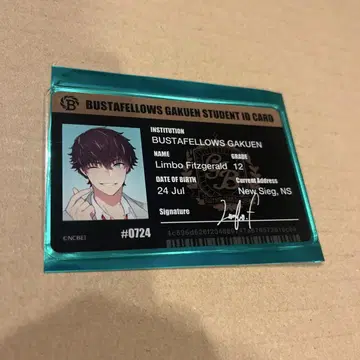 BUSTAFELLOWS GAKUEN STUDENT ID CARD
INSTITUTION
BUSTAFELLOWS GAKUEN
NAME GRADE
Limbo Fitzgerald 12
DATE OF BIRTH Current Address
24 Jul New Sieg, NS
Signature
©NCREI
#0724